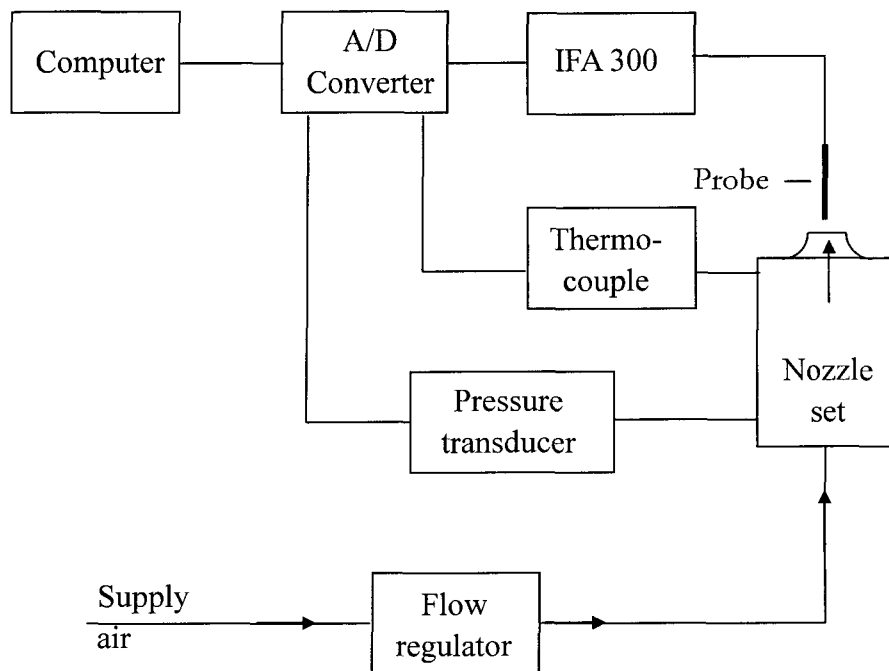 Computer
A/D
Converter
IFA 300
Probe
Thermo-
couple
Nozzle
set
Pressure
transducer
Supply
air
Flow
regulator